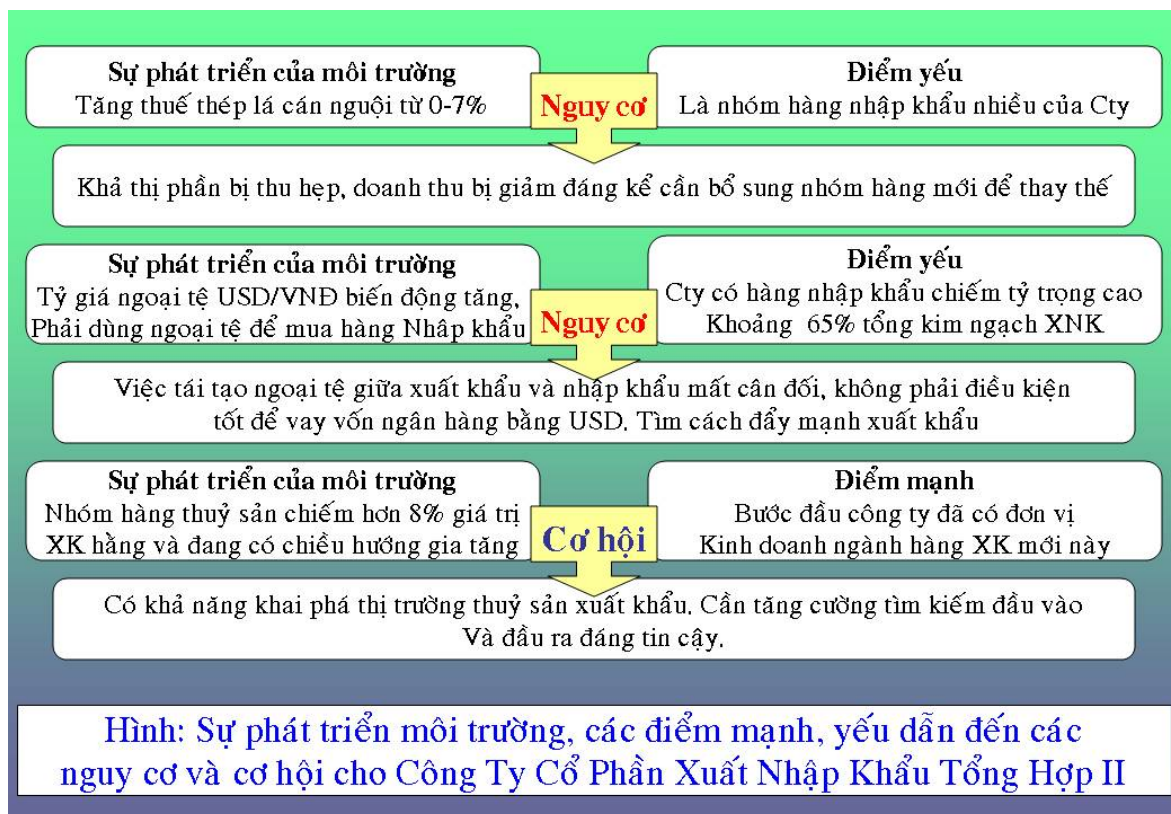 Sự phát triển của môi trường
Tăng thuế thép lá cán nguội từ 0-7%
Nguy cơ
Điểm yếu
Là nhóm hàng nhập khẩu nhiều của Cty
Khả thị phần bị thu hẹp, doanh thu bị giảm đáng kể cần bổ sung nhóm hàng mới để thay thế
Sự phát triển của môi trường
Tỷ giá ngoại tệ USD/VNĐ biến động tăng,
Phải dùng ngoại tệ để mua hàng Nhâp khẩu
Nguy cơ
Điểm yếu
Cty có hàng nhập khẩu chiếm tỷ trọng cao
Khoảng 65% tổng kim ngạch XNK
Việc tái tạo ngoại tệ giữa xuất khẩu và nhập khẩu mất cân đối, không phải điều kiện
tốt để vay vốn ngân hàng bằng USD. Tìm cách đẩy mạnh xuất khẩu
Sự phát triển của môi trường
Nhóm hàng thuỷ sản chiếm hơn 8% giá trị
XK hằng và đang có chiều hướng gia tăng
Cơ hội
Điểm mạnh
Bước đầu công ty đã có đơn vị
Kinh doanh ngành hàng XK mới này
Có khả năng khai phá thị trường thuỷ sản xuất khẩu. Cần tăng cường tìm kiếm đầu vào
Và đầu ra đáng tin cậy.
Hình: Sự phát triển môi trường, các điểm mạnh, yếu dẫn đến các
nguy cơ và cơ hội cho Công Ty Cổ Phần Xuất Nhập Khẩu Tổng Hợp II